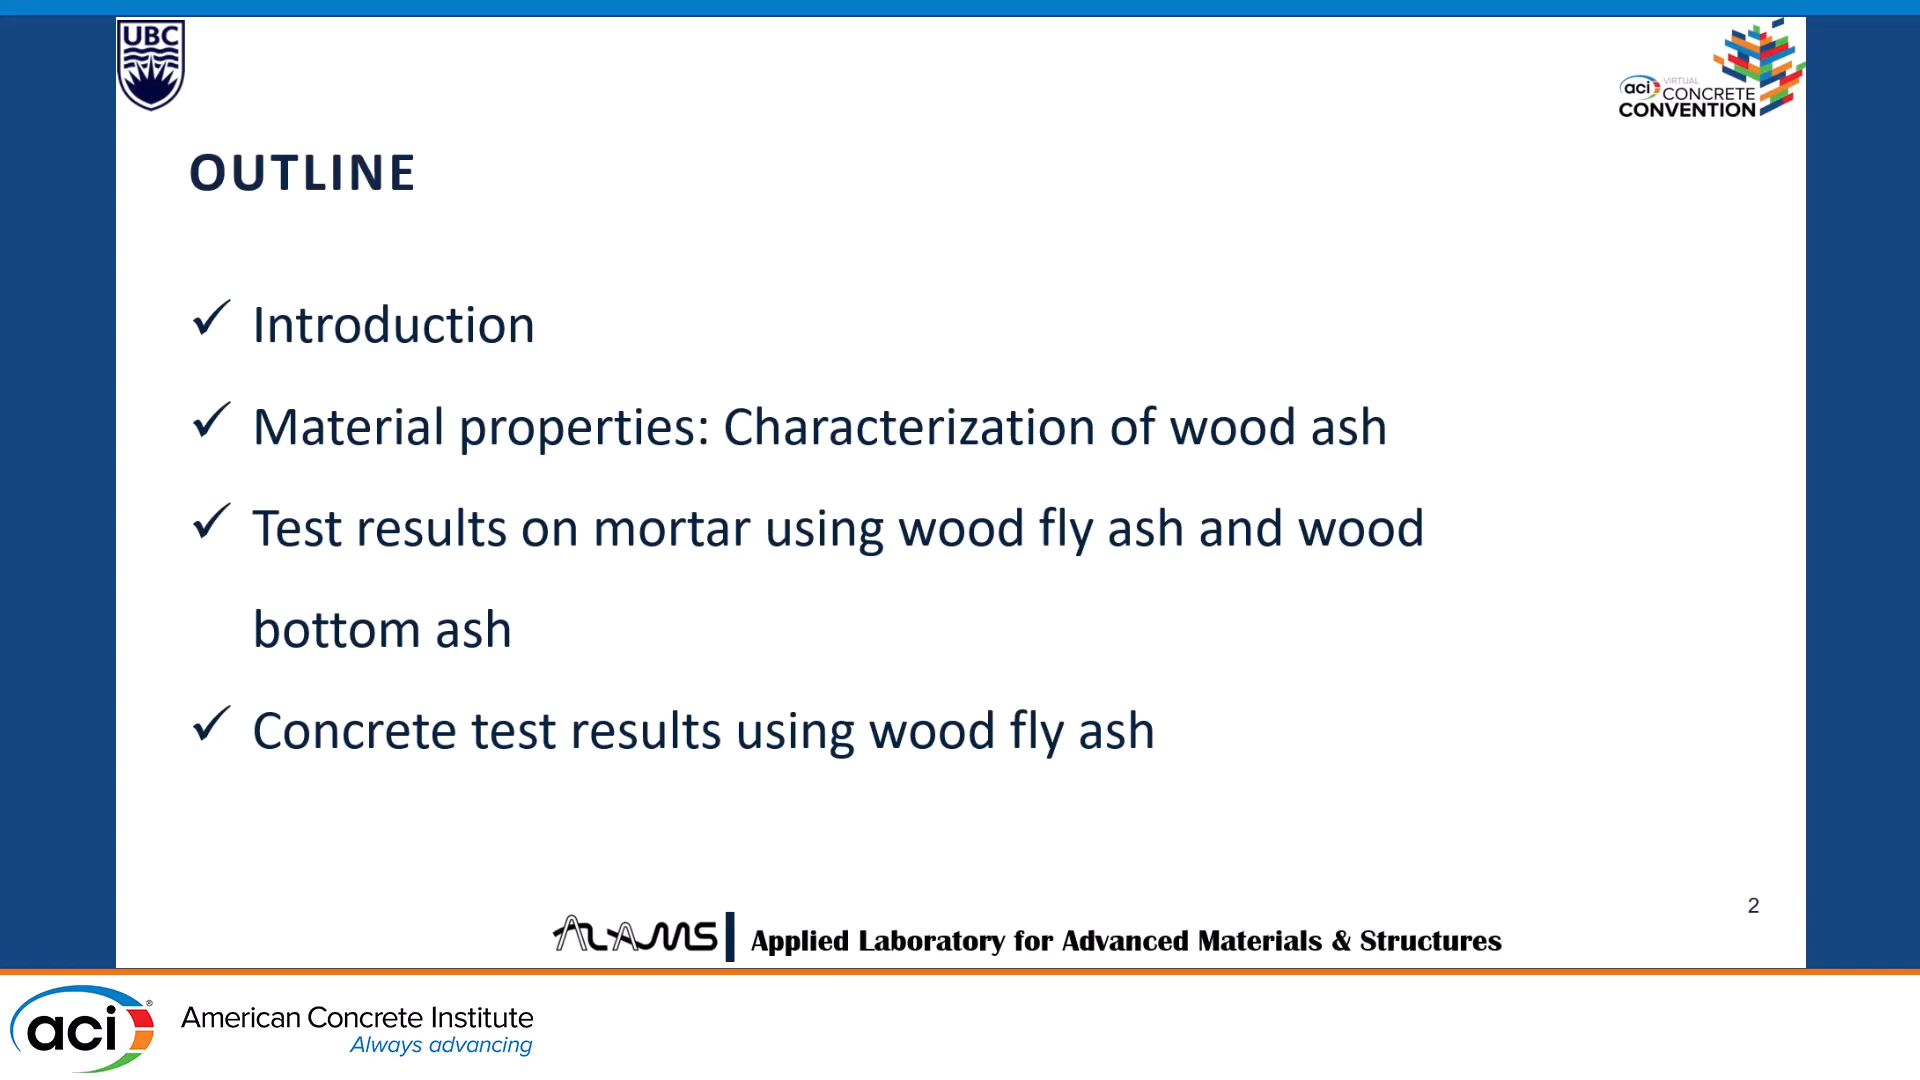 UBC
aci VIRTUAL
CONCRETE
CONVENTION
OUTLINE
✓ Introduction
✓ Material properties: Characterization of wood ash
✓ Test results on mortar using wood fly ash and wood
bottom ash
✓ Concrete test results using wood fly ash
2
ALAMS Applied Laboratory for Advanced Materials & Structures
aci® American Concrete Institute
Always advancing